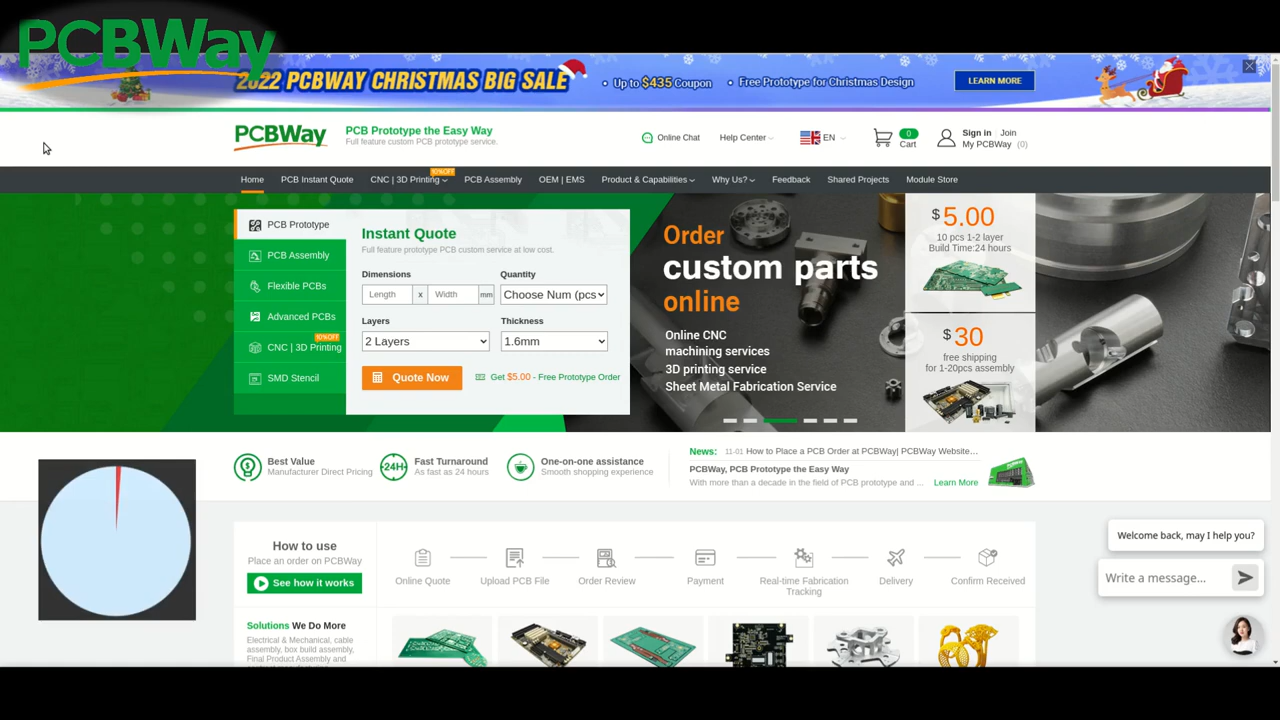 PCBWay
2022 PCBWAY CHRISTMAS BIG SALE
• Up to $435 Coupon
• Free Prototype for Christmas Design
LEARN MORE
PCBWay
PCB Prototype the Easy Way
Full feature custom PCB prototype service.
Online Chat
Help Center
EN
0
Cart
Sign in
Join
My PCBWay (0)
Home
PCB Instant Quote
CNC | 3D Printing
10%OFF
PCB Assembly
OEM | EMS
Product & Capabilities
Why Us?
Feedback
Shared Projects
Module Store
PCB Prototype
PCB Assembly
Flexible PCBs
Advanced PCBs
10%OFF
CNC | 3D Printing
SMD Stencil
Instant Quote
Full feature prototype PCB custom service at low cost.
Dimensions
Quantity
Length
x
Width
mm
Choose Num (pcs
Layers
Thickness
2 Layers
1.6mm
Quote Now
Get $5.00 - Free Prototype Order
Order
custom parts
online
Online CNC
machining services
3D printing service
Sheet Metal Fabrication Service
$5.00
10 pcs 1-2 layer
Build Time:24 hours
$30
free shipping
for 1-20pcs assembly
Best Value
Manufacturer Direct Pricing
24H+
Fast Turnaround
As fast as 24 hours
One-on-one assistance
Smooth shopping experience
News:
11-01 How to Place a PCB Order at PCBWay| PCBWay Website...
PCBWay, PCB Prototype the Easy Way
With more than a decade in the field of PCB prototype and ...
Learn More
How to use
Place an order on PCBWay
See how it works
Online Quote
Upload PCB File
Order Review
Payment
Real-time Fabrication
Tracking
Delivery
Confirm Received
Solutions We Do More
Electrical & Mechanical, cable
assembly, box build assembly,
Final Product Assembly and
Welcome back, may I help you?
Write a message...